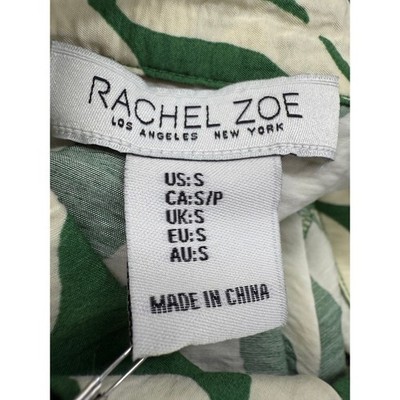 RACHEL ZOE
LOS ANGELES NEW YORK
US:S
CA:S/P
UK:S
EU:S
AU:S
MADE IN CHINA